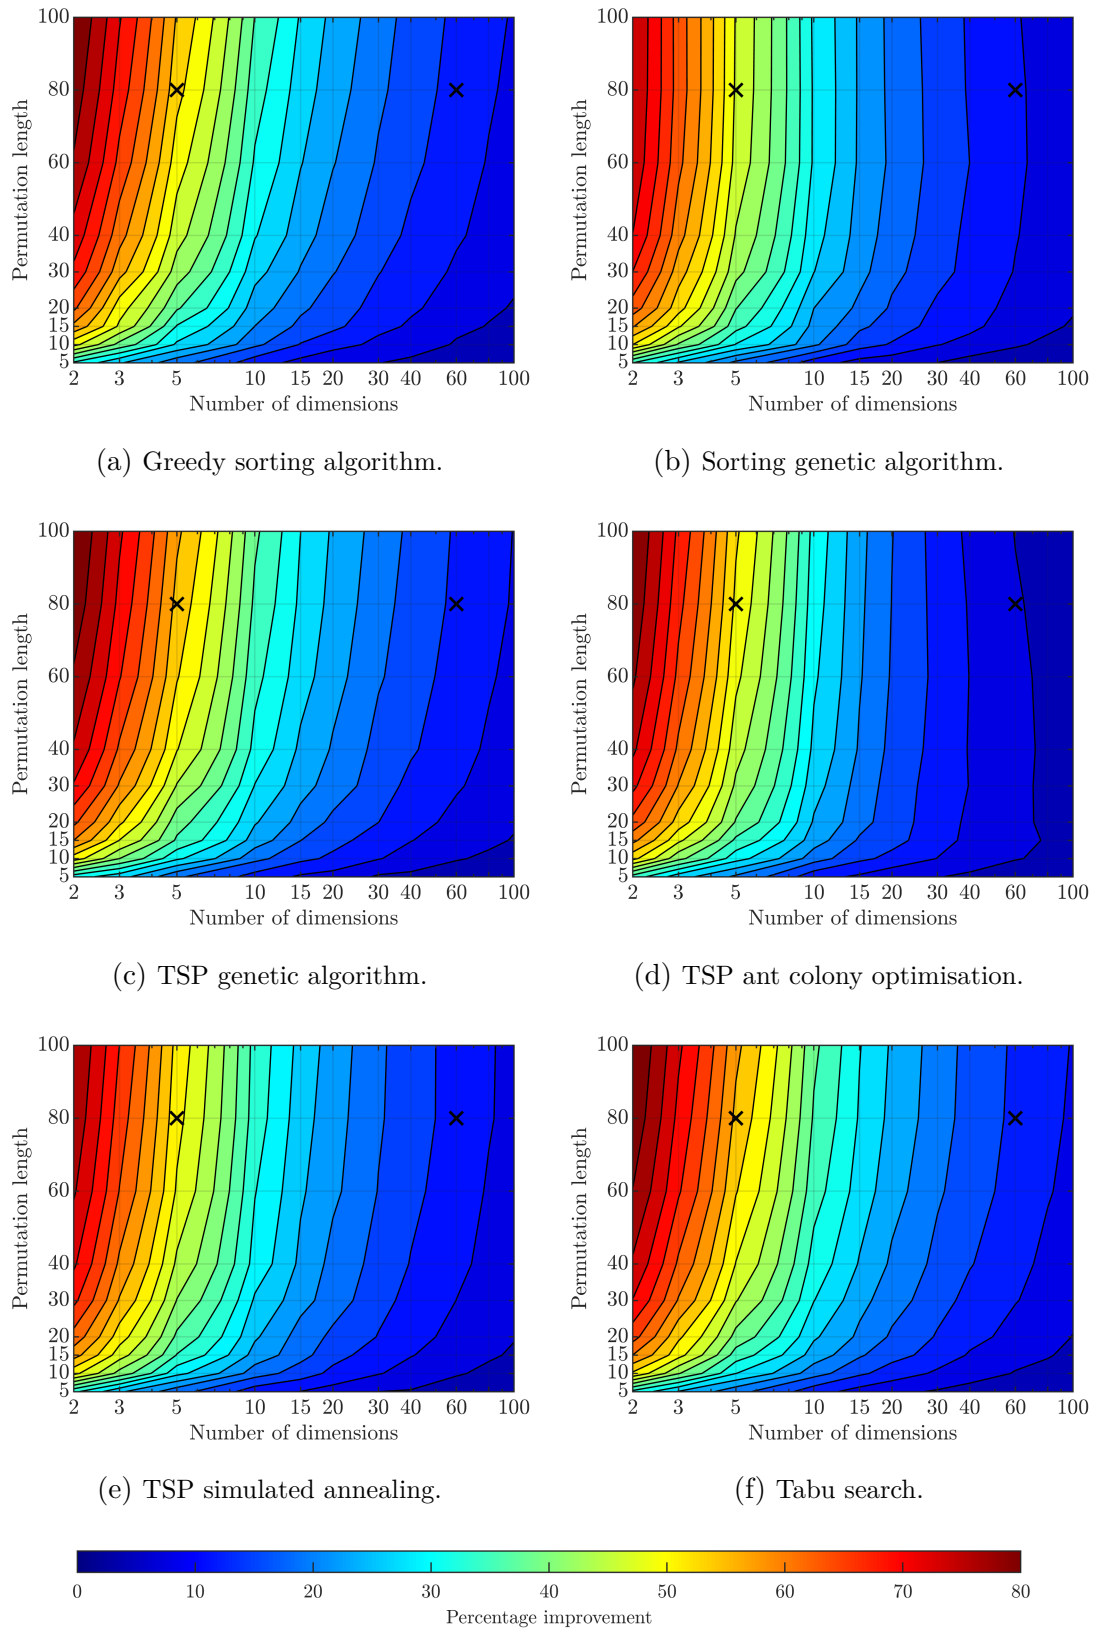 100
80
60
40
30
20
15
10
5
Permutation length
2 3 5 10 15 20 30 40 60 100
Number of dimensions
(a) Greedy sorting algorithm.
100
80
60
40
30
20
15
10
5
Permutation length
2 3 5 10 15 20 30 40 60 100
Number of dimensions
(b) Sorting genetic algorithm.
100
80
60
40
30
20
15
10
5
Permutation length
2 3 5 10 15 20 30 40 60 100
Number of dimensions
(c) TSP genetic algorithm.
100
80
60
40
30
20
15
10
5
Permutation length
2 3 5 10 15 20 30 40 60 100
Number of dimensions
(d) TSP ant colony optimisation.
100
80
60
40
30
20
15
10
5
Permutation length
2 3 5 10 15 20 30 40 60 100
Number of dimensions
(e) TSP simulated annealing.
100
80
60
40
30
20
15
10
5
Permutation length
2 3 5 10 15 20 30 40 60 100
Number of dimensions
(f) Tabu search.
0 10 20 30 40 50 60 70 80
Percentage improvement